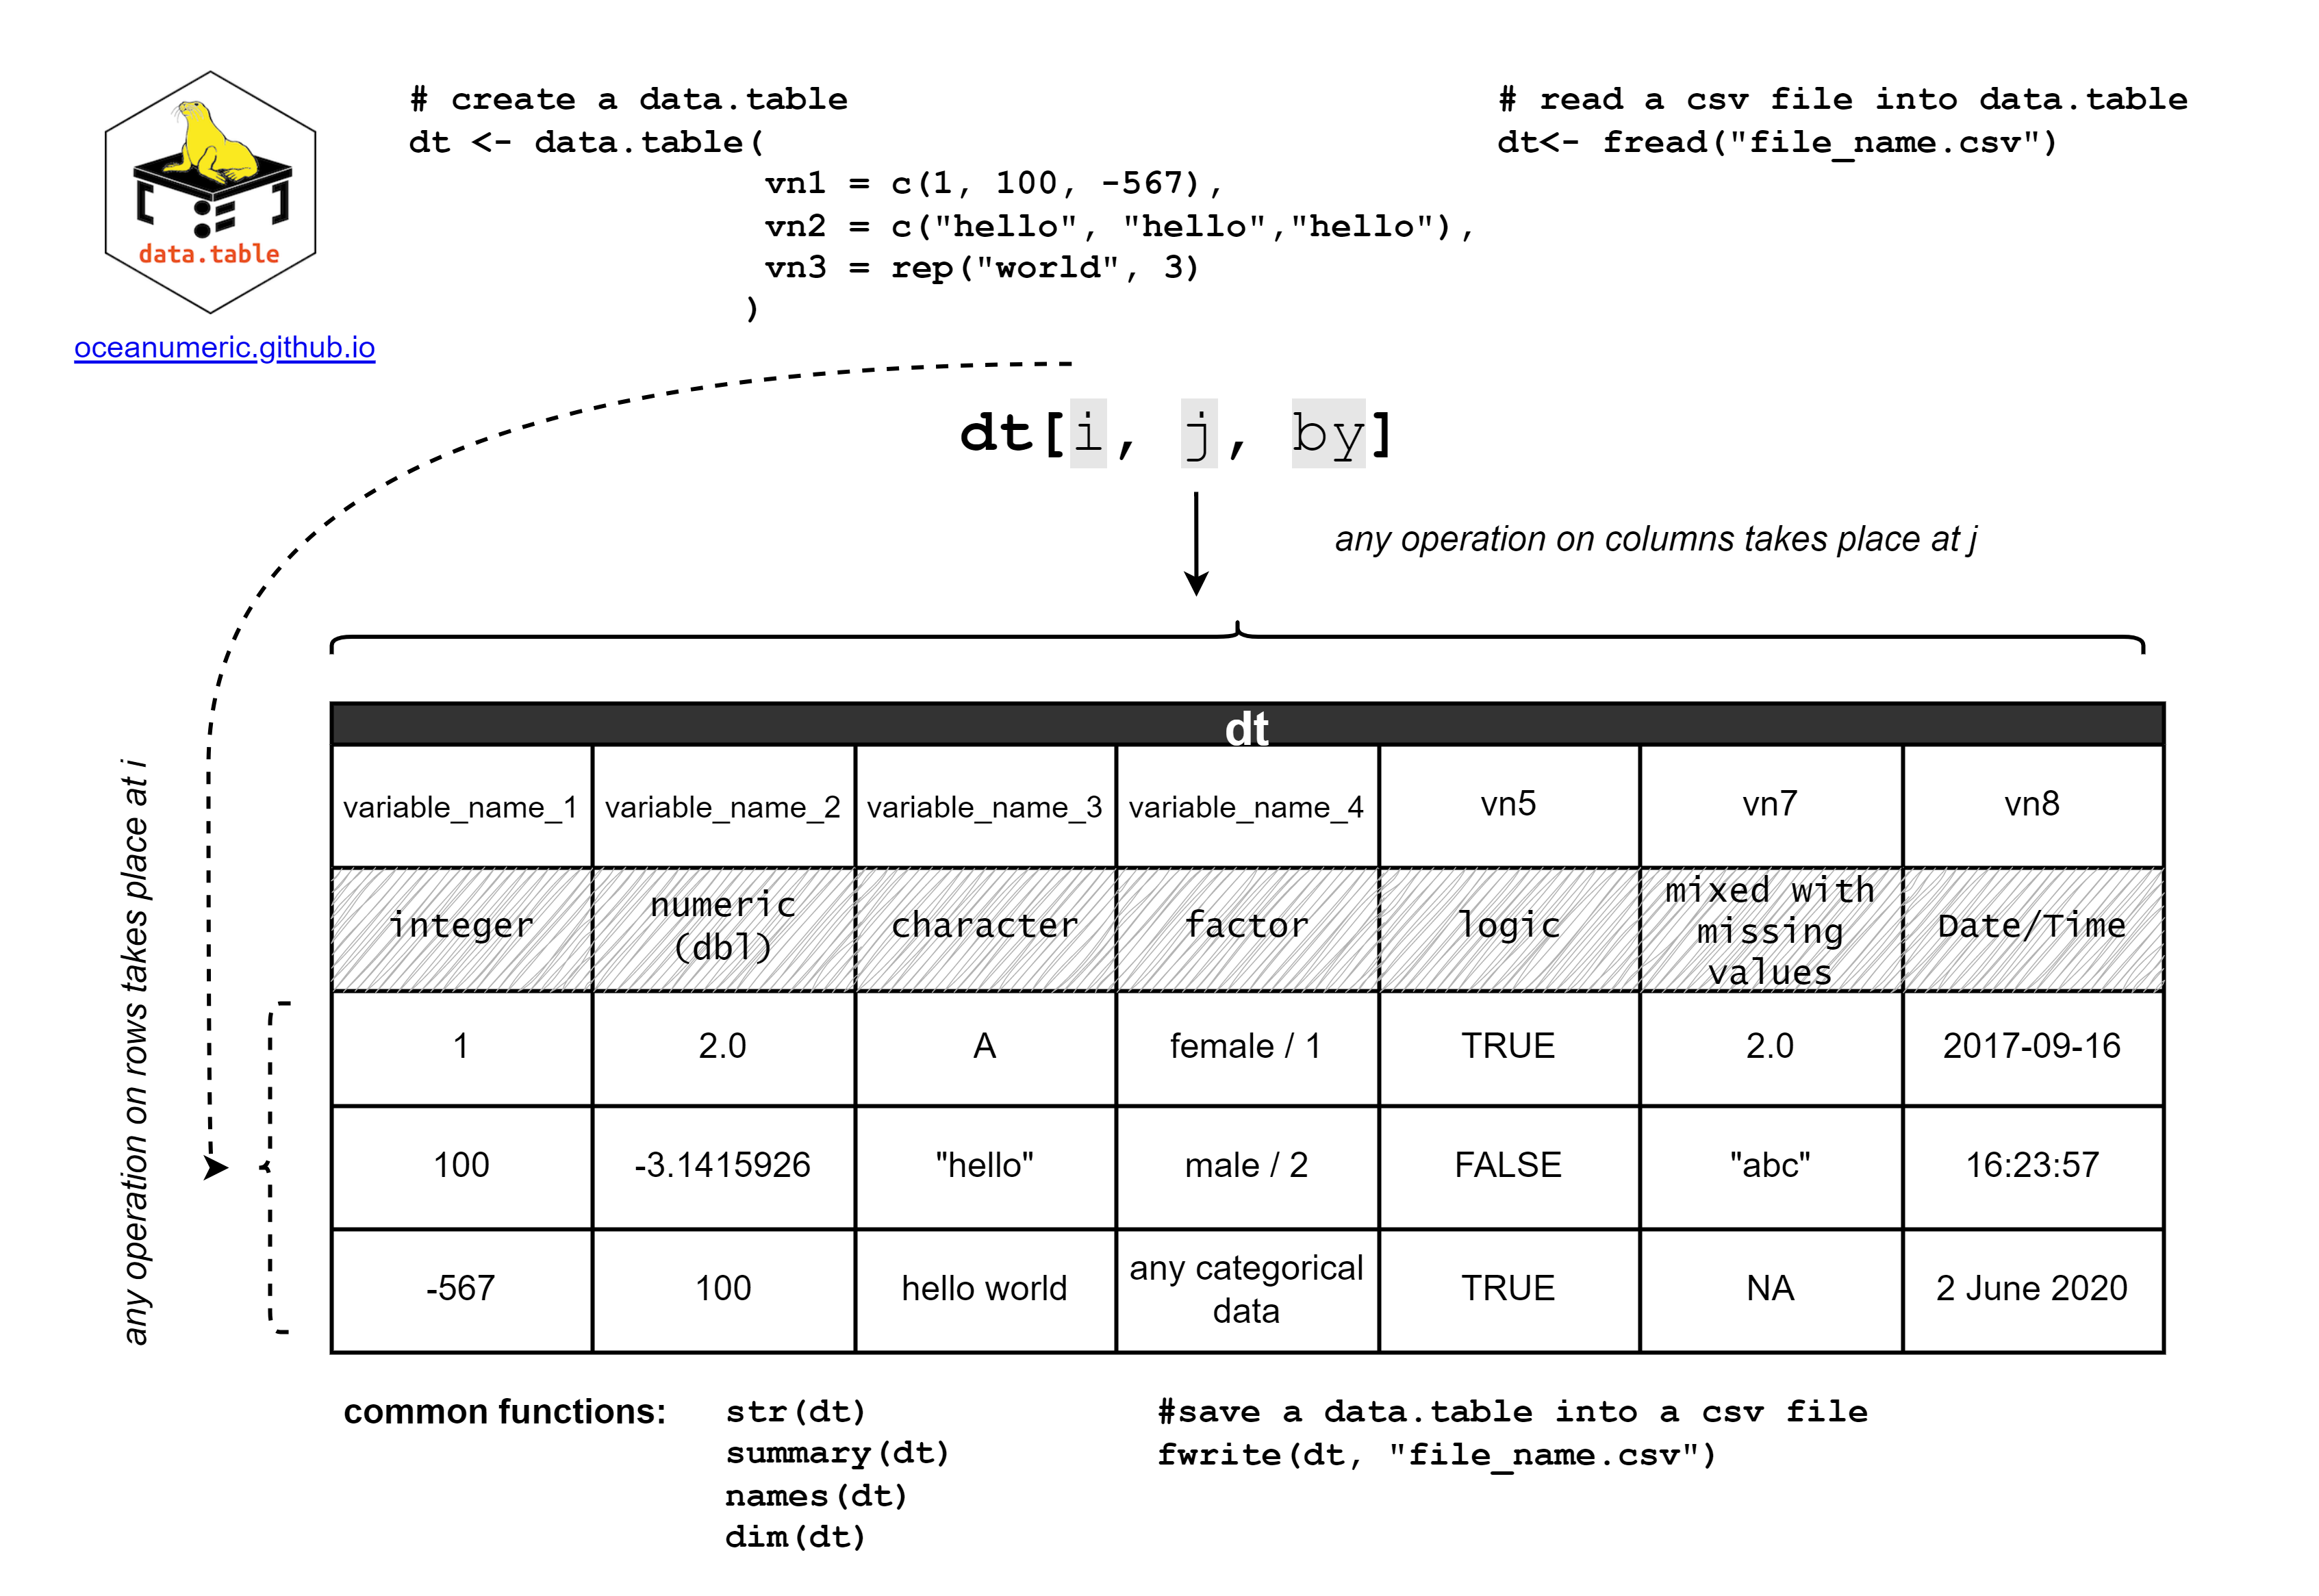 # create a data.table
dt <- data.table(
vn1 = c(1, 100, -567),
vn2 = c("hello", "hello","hello"),
vn3 = rep("world", 3)
)
# read a csv file into data.table
dt<- fread("file_name.csv")
data.table
oceanumeric.github.io
dt[i, j, by]
any operation on columns takes place at j
any operation on rows takes place at i
dt
variable_name_1 variable_name_2 variable_name_3 variable_name_4 vn5 vn7 vn8
integer numeric (dbl) character factor logic mixed with missing values Date/Time
1 2.0 A female / 1 TRUE 2.0 2017-09-16
100 -3.1415926 "hello" male / 2 FALSE "abc" 16:23:57
-567 100 hello world any categorical data TRUE NA 2 June 2020
common functions:
str(dt)
summary(dt)
names(dt)
dim(dt)
#save a data.table into a csv file
fwrite(dt, "file_name.csv")